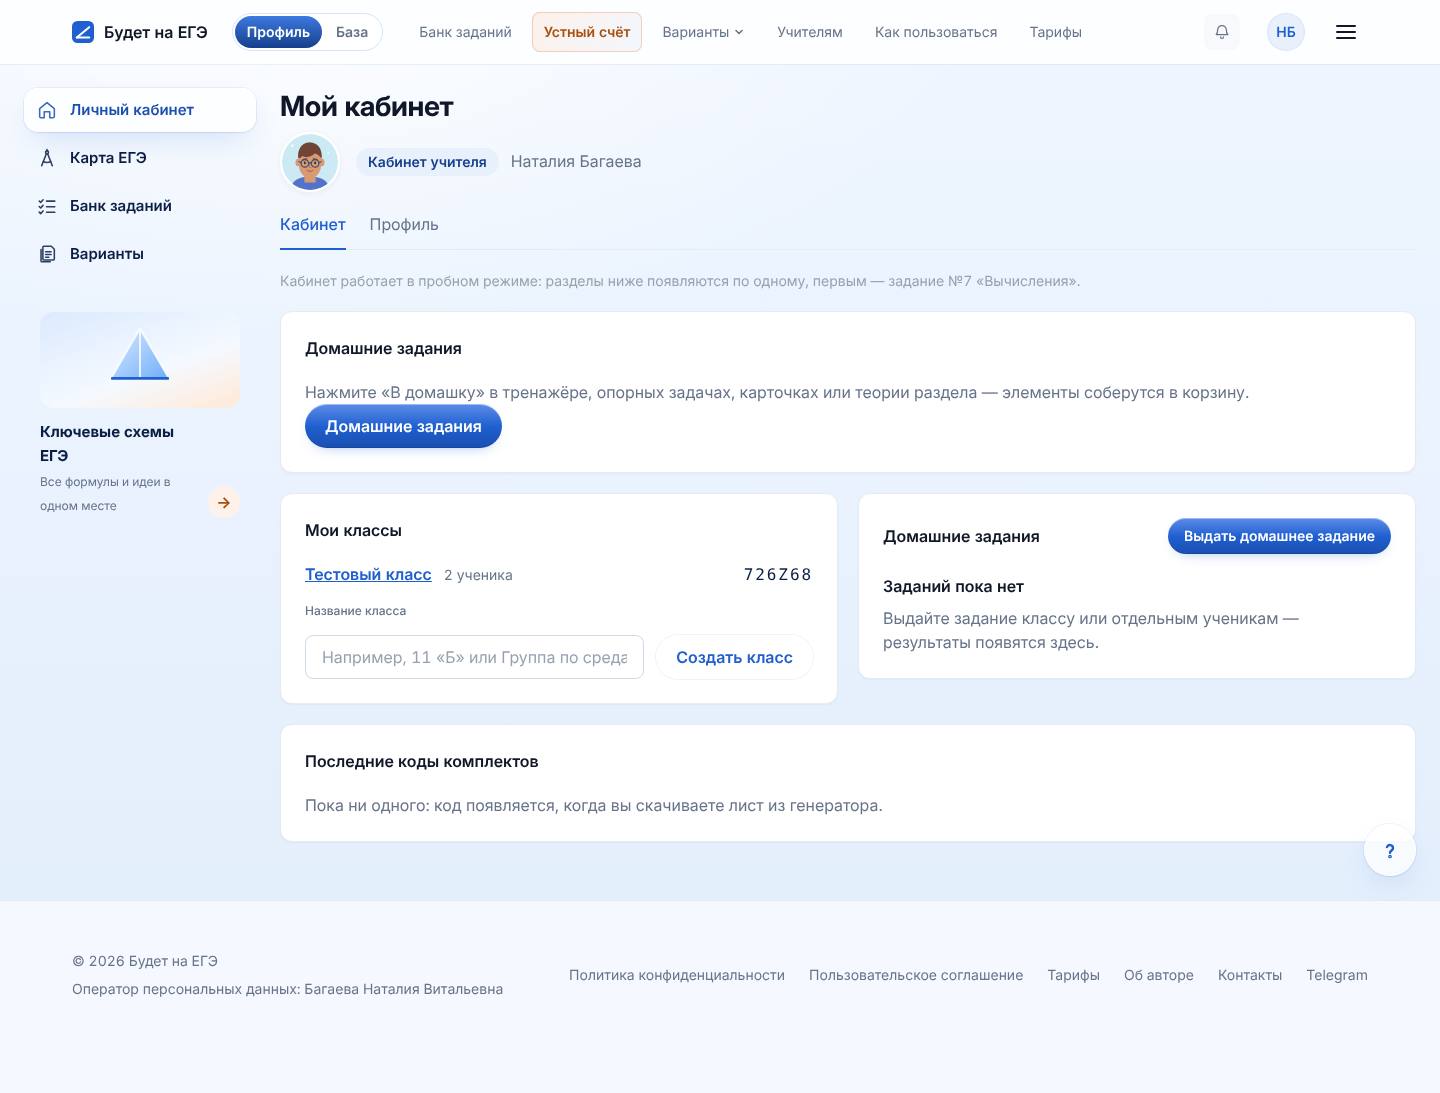 Будет на ЕГЭ
Профиль
База
Банк заданий
Устный счёт
Варианты
Учителям
Как пользоваться
Тарифы
НБ
Личный кабинет
Карта ЕГЭ
Банк заданий
Варианты
Ключевые схемы
ЕГЭ
Все формулы и идеи в
одном месте
Мой кабинет
Кабинет учителя
Наталия Багаева
Кабинет
Профиль
Кабинет работает в пробном режиме: разделы ниже появляются по одному, первым — задание №7 «Вычисления».
Домашние задания
Нажмите «В домашку» в тренажёре, опорных задачах, карточках или теории раздела — элементы соберутся в корзину.
Домашние задания
Мои классы
Тестовый класс
2 ученика
726Z68
Название класса
Например, 11 «Б» или Группа по среда
Создать класс
Домашние задания
Выдать домашнее задание
Заданий пока нет
Выдайте задание классу или отдельным ученикам —
результаты появятся здесь.
Последние коды комплектов
Пока ни одного: код появляется, когда вы скачиваете лист из генератора.
?
© 2026 Будет на ЕГЭ
Оператор персональных данных: Багаева Наталия Витальевна
Политика конфиденциальности
Пользовательское соглашение
Тарифы
Об авторе
Контакты
Telegram